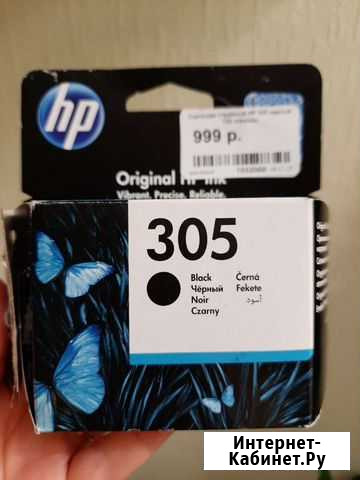 hp
999 р.
Original HP Ink
Vibrant. Precise. Reliable.
305
Black Černá
Чёрный Fekete
Noir أسود
Czarny
Интернет-
Кабинет.Ру